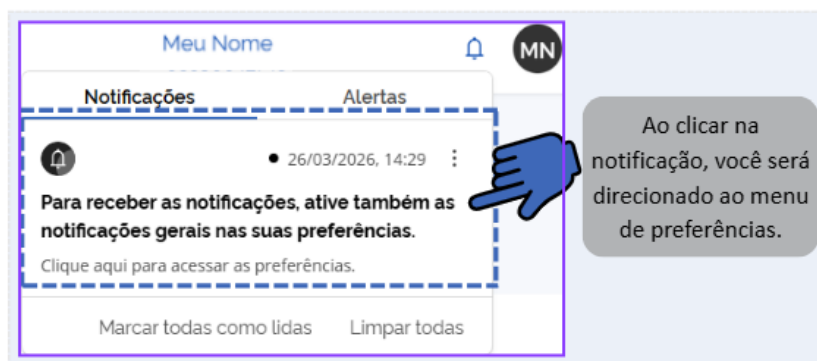 Meu Nome
MN
Notificações Alertas
26/03/2026, 14:29
Para receber as notificações, ative também as
notificações gerais nas suas preferências.
Clique aqui para acessar as preferências.
Marcar todas como lidas Limpar todas
Ao clicar na
notificação, você será
direcionado ao menu
de preferências.